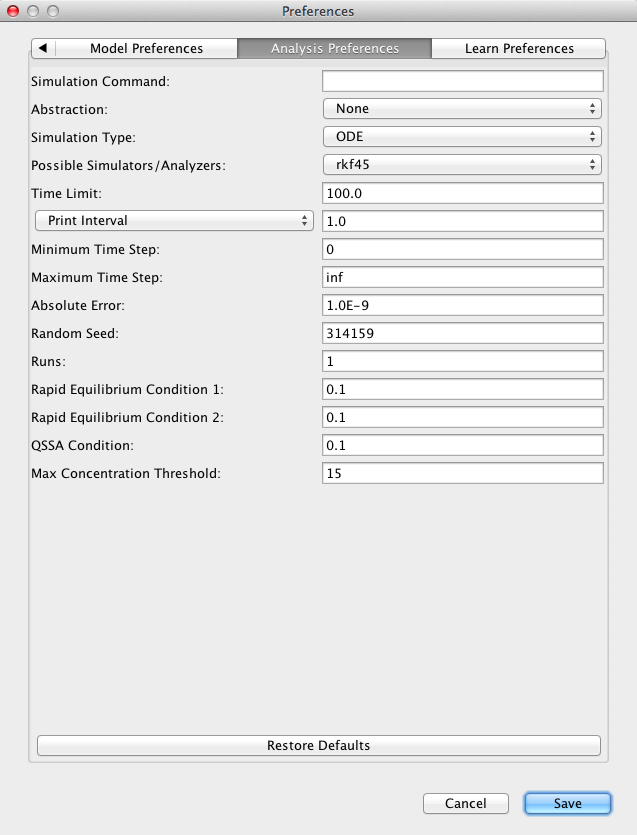 Preferences
Model Preferences Analysis Preferences Learn Preferences
Simulation Command:
Abstraction: None
Simulation Type: ODE
Possible Simulators/Analyzers: rkf45
Time Limit: 100.0
Print Interval 1.0
Minimum Time Step: 0
Maximum Time Step: inf
Absolute Error: 1.0E-9
Random Seed: 314159
Runs: 1
Rapid Equilibrium Condition 1: 0.1
Rapid Equilibrium Condition 2: 0.1
QSSA Condition: 0.1
Max Concentration Threshold: 15
Restore Defaults
Cancel Save